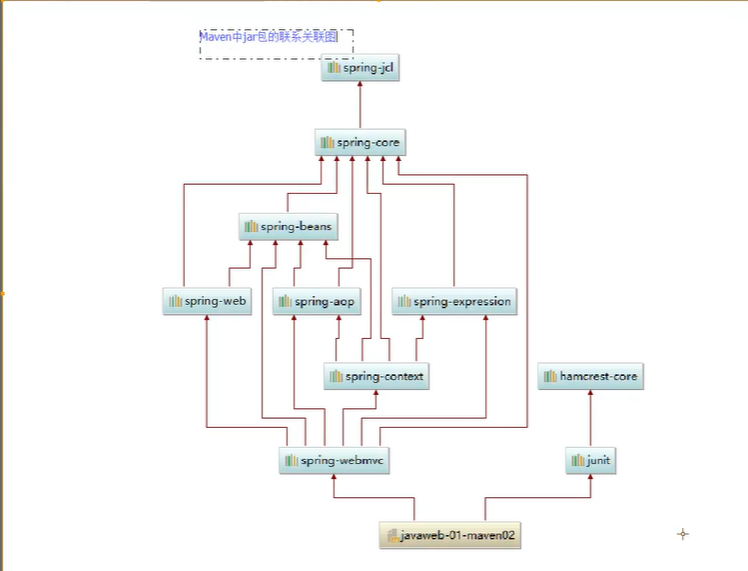 Maven中jar包的联系关联图
spring-jcl
spring-core
spring-beans
spring-web
spring-aop
spring-expression
spring-context
hamcrest-core
spring-webmvc
junit
javaweb-01-maven02